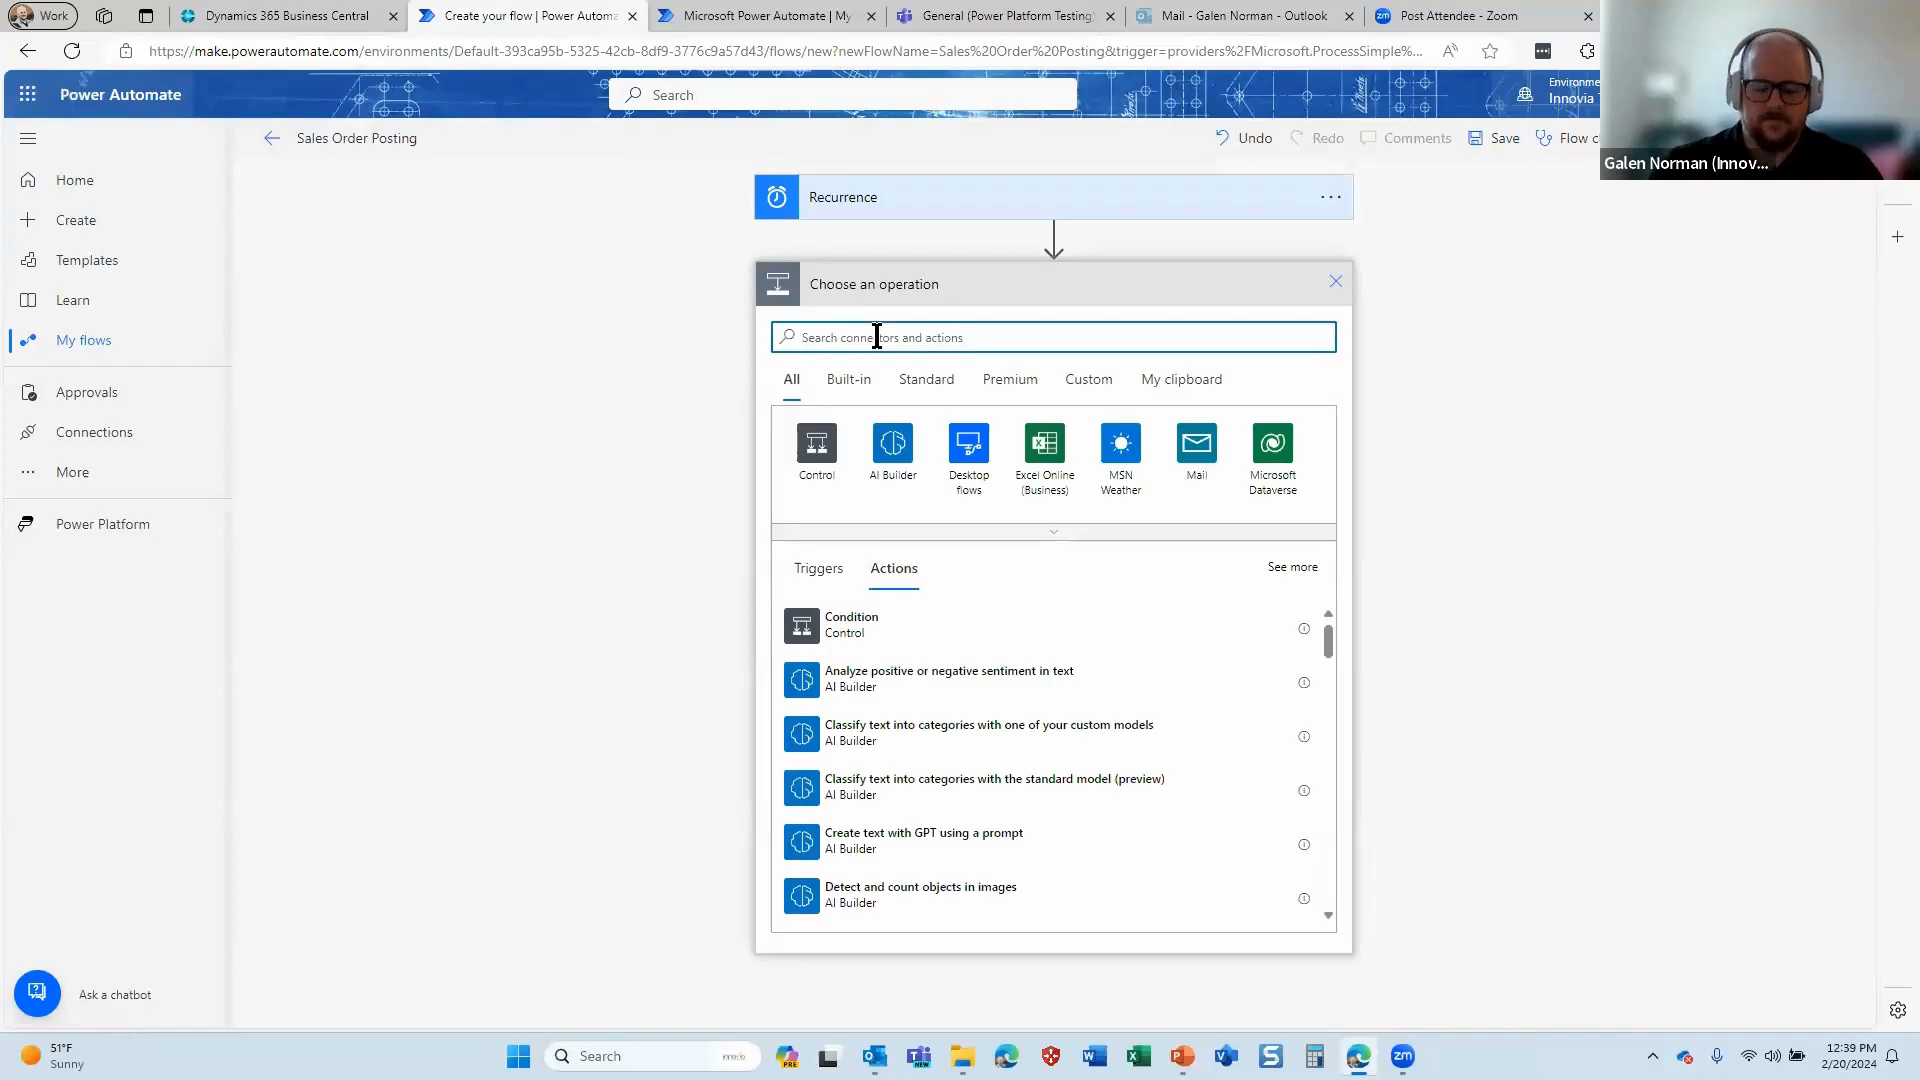 Work
Dynamics 365 Business Central
Create your flow | Power Automa
Microsoft Power Automate | My
General (Power Platform Testing
Mail - Galen Norman - Outlook
Post Attendee - Zoom
https://make.powerautomate.com/environments/Default-393ca95b-5325-42cb-8df9-3776c9a57d43/flows/new?newFlowName=Sales%20Order%20Posting&trigger=providers%2FMicrosoft.ProcessSimple%...
Power Automate
Search
Environme
Innovia
Galen Norman (Innov...
Sales Order Posting
Undo
Redo
Comments
Save
Flow c
Home
Create
Templates
Learn
My flows
Approvals
Connections
More
Power Platform
Ask a chatbot
Recurrence
Choose an operation
Search connectors and actions
All
Built-in
Standard
Premium
Custom
My clipboard
Control
AI Builder
Desktop flows
Excel Online (Business)
MSN Weather
Mail
Microsoft Dataverse
Triggers
Actions
See more
Condition
Control
Analyze positive or negative sentiment in text
AI Builder
Classify text into categories with one of your custom models
AI Builder
Classify text into categories with the standard model (preview)
AI Builder
Create text with GPT using a prompt
AI Builder
Detect and count objects in images
AI Builder
51°F
Sunny
Search
12:39 PM
2/20/2024